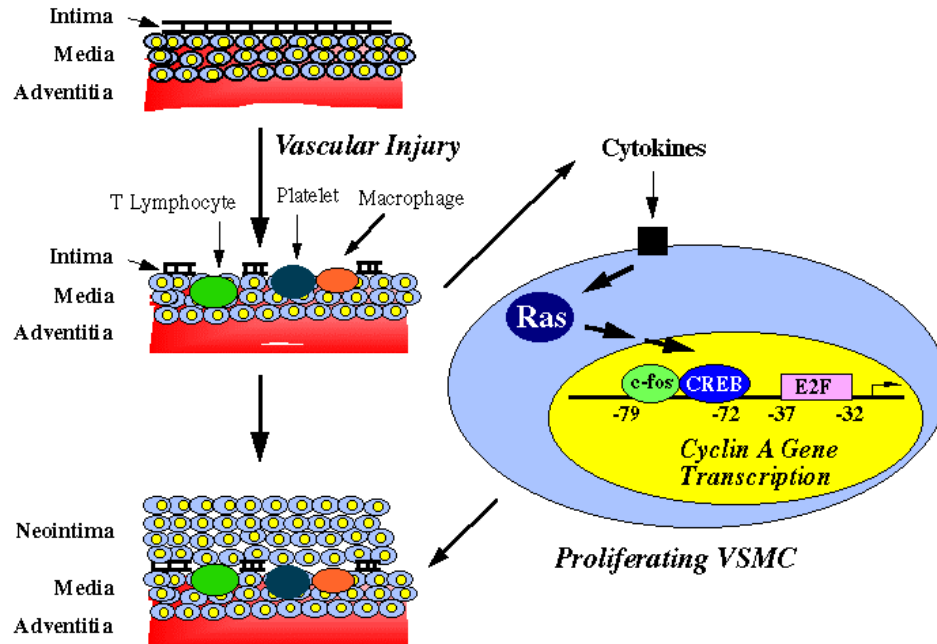 Intima
Media
Adventitia
Vascular Injury
Cytokines
T Lymphocyte
Platelet
Macrophage
Intima
Media
Adventitia
Ras
c-fos
CREB
E2F
-79
-72
-37
-32
Cyclin A Gene
Transcription
Neointima
Media
Adventitia
Proliferating VSMC